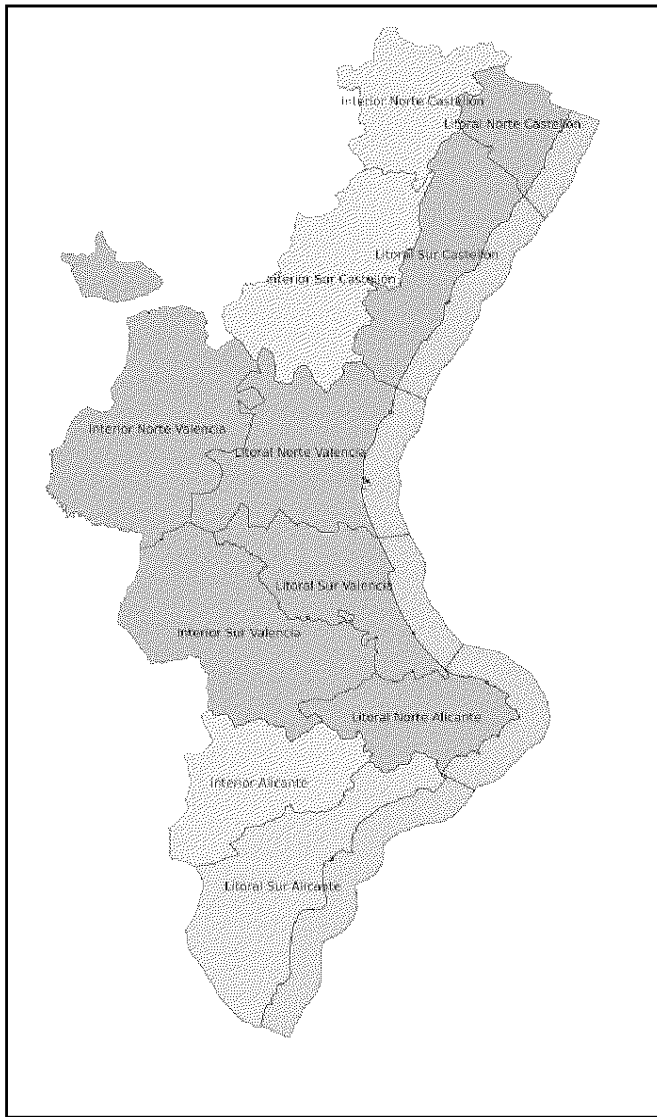 Interior Norte Castellón
Litoral Norte Castellón
Litoral Sur Castellón
Interior Sur Castellón
Interior Norte Valencia
Litoral Norte Valencia
Litoral Sur Valencia
Interior Sur Valencia
Litoral Norte Alicante
Interior Alicante
Litoral Sur Alicante